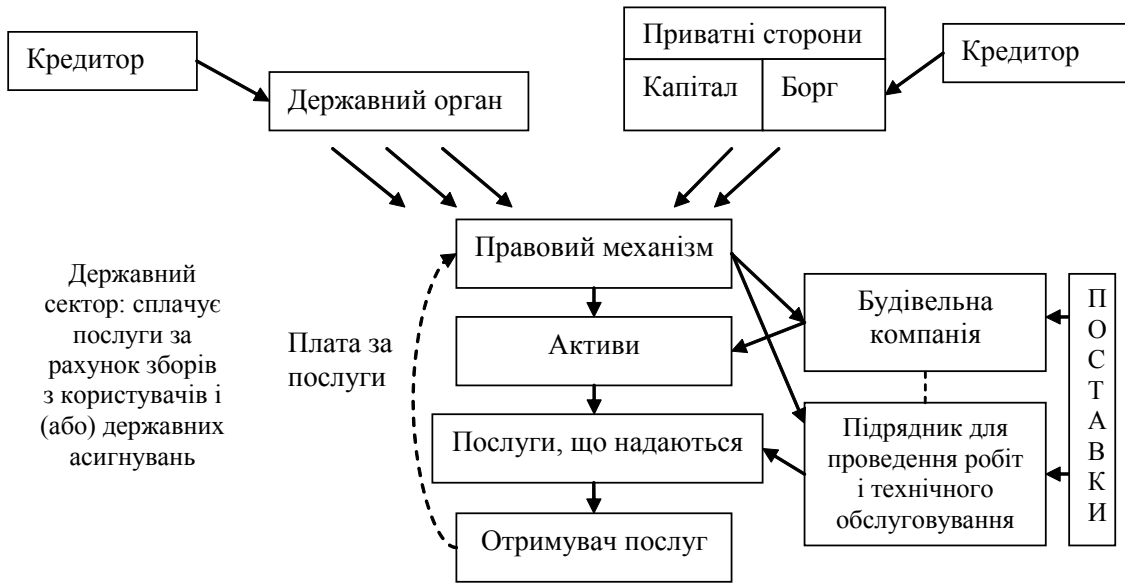 Кредитор
Державний орган
Приватні сторони
Капітал
Борг
Кредитор
Правовий механізм
Державний
сектор: сплачує
послуги за
рахунок зборів
з користувачів і
(або) державних
асигнувань
Плата за
послуги
Активи
Послуги, що надаються
Отримувач послуг
Будівельна
компанія
Підрядник для
проведення робіт
і технічного
обслуговування
П
О
С
Т
А
В
К
И